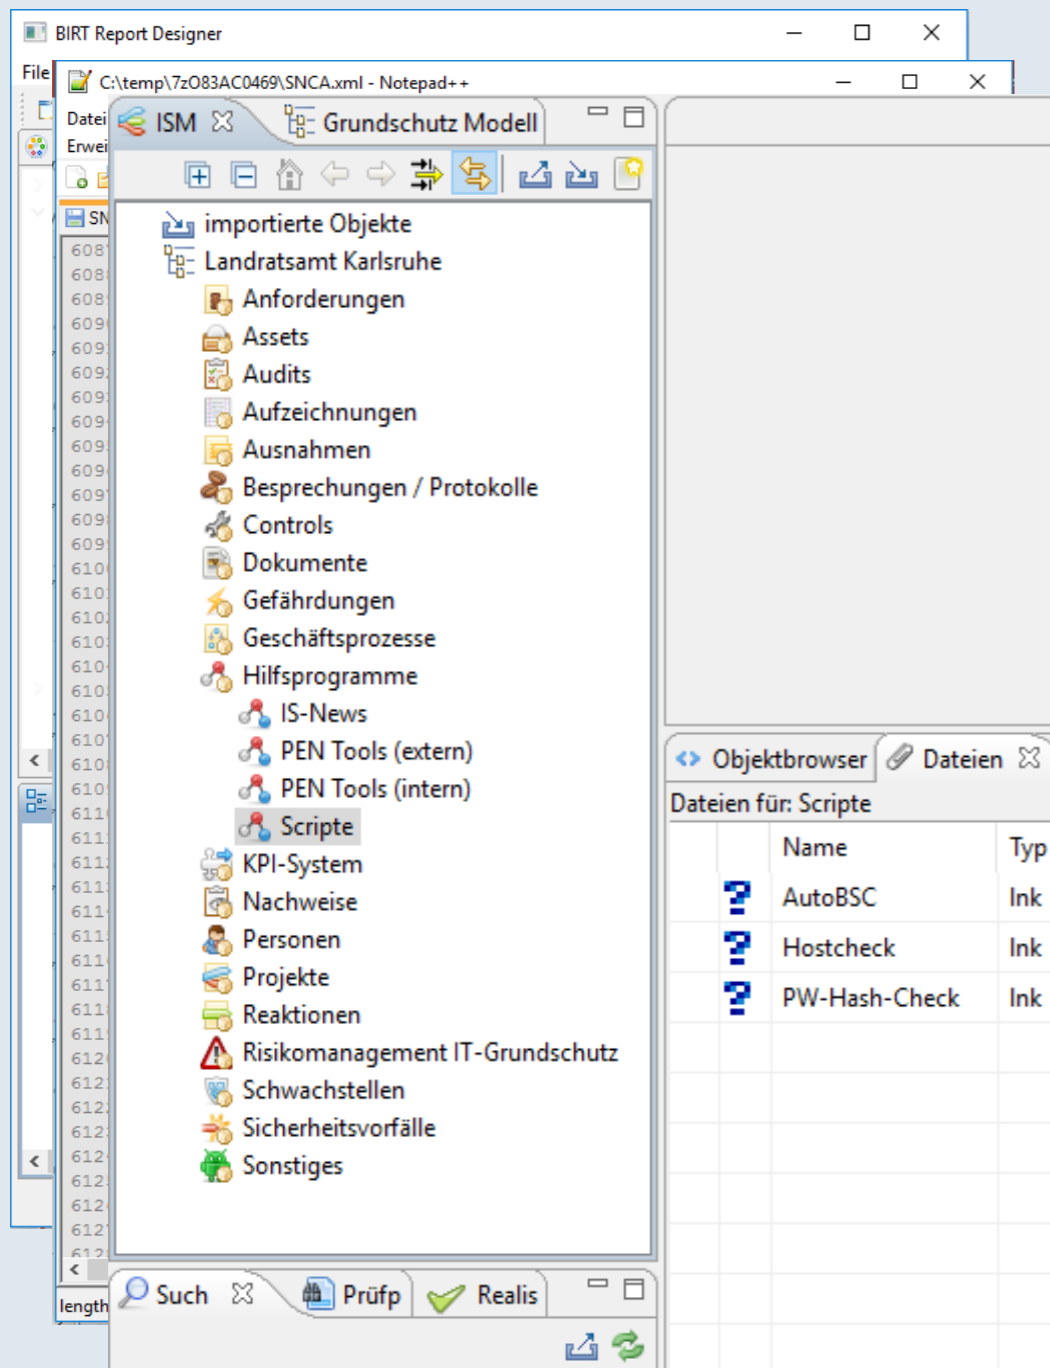 BIRT Report Designer
File
C:\temp\7zO83AC0469\SNCA.xml - Notepad++
Datei
Erwei
SN
ISM
Grundschutz Modell
importierte Objekte
Landratsamt Karlsruhe
Anforderungen
Assets
Audits
Aufzeichnungen
Ausnahmen
Besprechungen / Protokolle
Controls
Dokumente
Gefährdungen
Geschäftsprozesse
Hilfsprogramme
IS-News
PEN Tools (extern)
PEN Tools (intern)
Scripte
KPI-System
Nachweise
Personen
Projekte
Reaktionen
Risikomanagement IT-Grundschutz
Schwachstellen
Sicherheitsvorfälle
Sonstiges
Objektbrowser
Dateien
Dateien für: Scripte
Name Typ
AutoBSC lnk
Hostcheck lnk
PW-Hash-Check lnk
length
Such
Prüfp
Realis